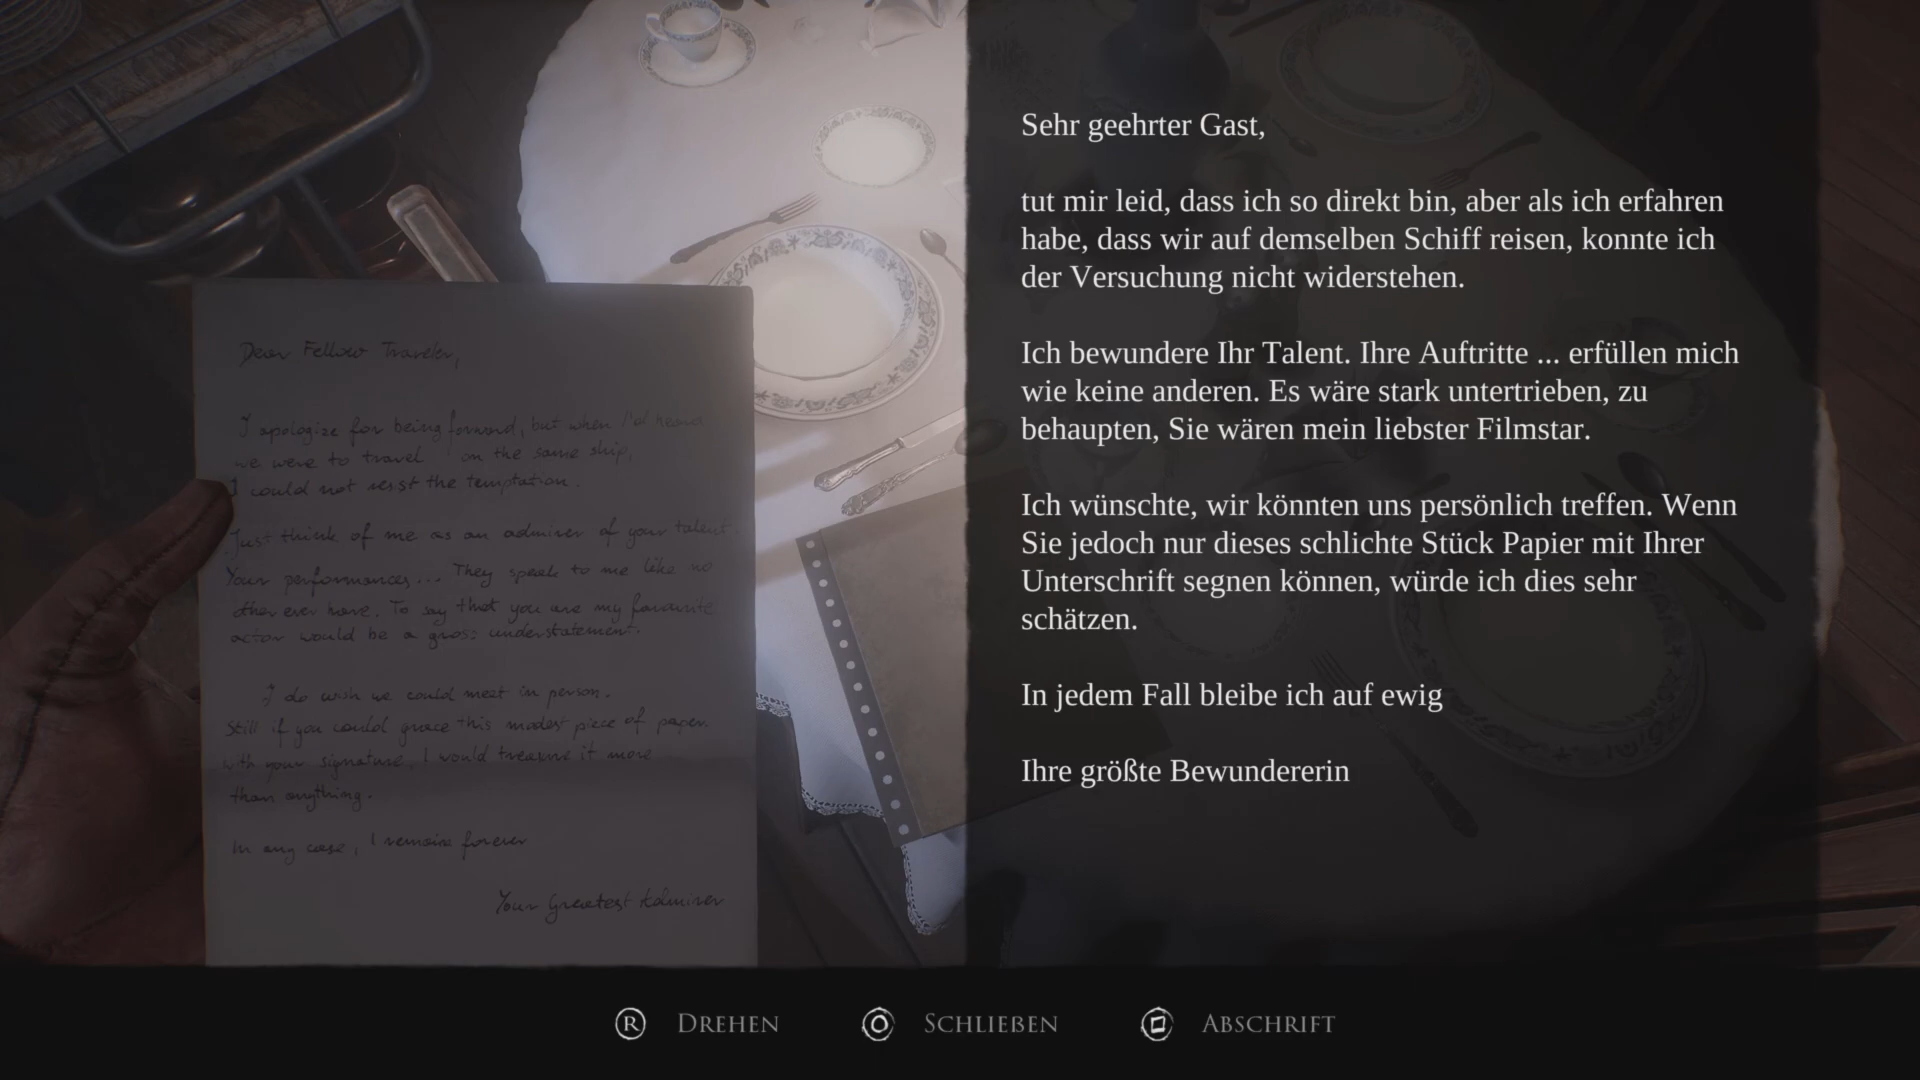 Dear Fellow Traveler,
I apologize for being forward, but when I'd heard
we were to travel on the same ship,
I could not resist the temptation.
Just think of me as an admirer of your talent.
Your performances... They speak to me like no
other ever have. To say that you are my favourite
actor would be a gross understatement.
I do wish we could meet in person.
Still if you could grace this modest piece of paper
with your signature, I would treasure it more
than anything.
In any case, I remain forever
Your Greatest Admirer
Sehr geehrter Gast,
tut mir leid, dass ich so direkt bin, aber als ich erfahren
habe, dass wir auf demselben Schiff reisen, konnte ich
der Versuchung nicht widerstehen.
Ich bewundere Ihr Talent. Ihre Auftritte ... erfüllen mich
wie keine anderen. Es wäre stark untertrieben, zu
behaupten, Sie wären mein liebster Filmstar.
Ich wünschte, wir könnten uns persönlich treffen. Wenn
Sie jedoch nur dieses schlichte Stück Papier mit Ihrer
Unterschrift segnen können, würde ich dies sehr
schätzen.
In jedem Fall bleibe ich auf ewig
Ihre größte Bewundererin
R DREHEN SCHLIEßEN ABSCHRIFT